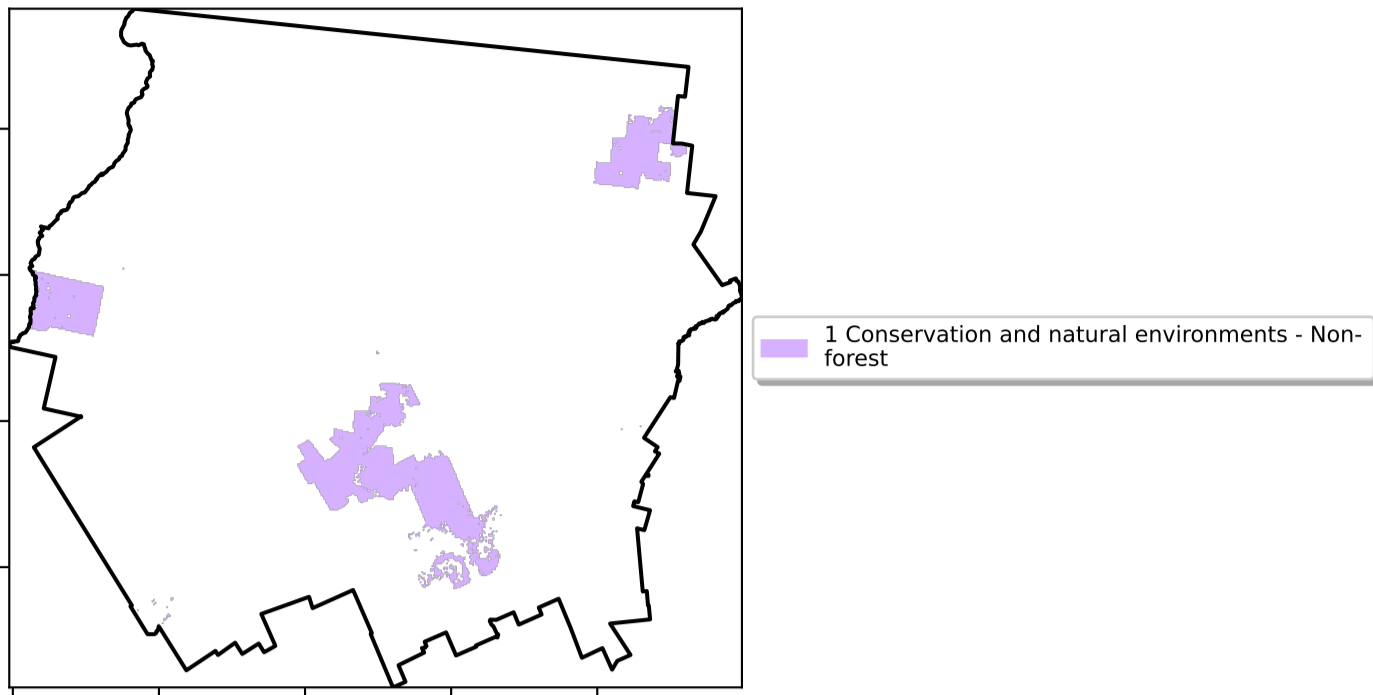 1 Conservation and natural environments - Non-
forest